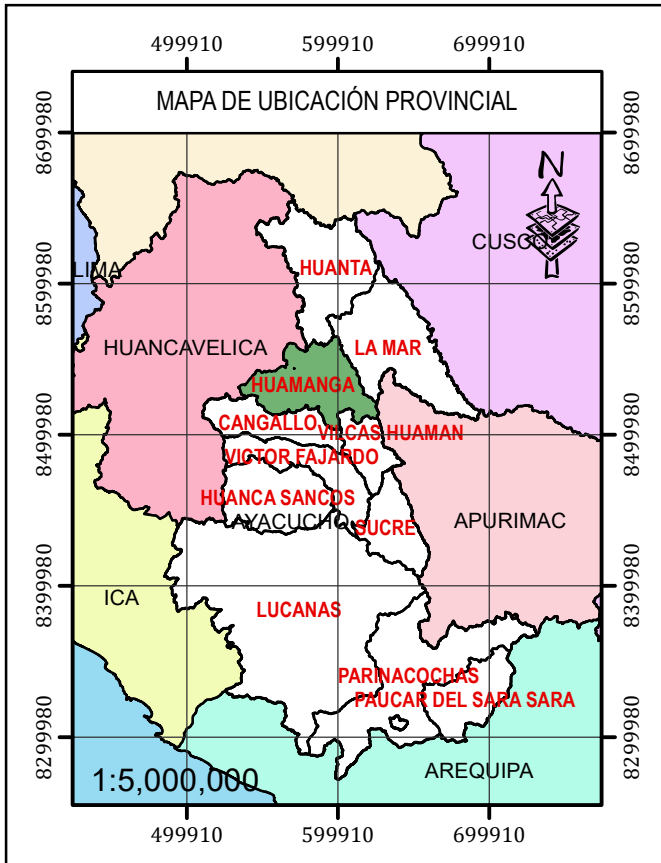 499910 599910 699910
MAPA DE UBICACIÓN PROVINCIAL
8699980 8699980
N
CUSCO
LIMA
HUANTA
8599980 8599980
HUANCAVELICA
LA MAR
HUAMANGA
CANGALLO
VILCAS HUAMAN
8499980 8499980
VICTOR FAJARDO
HUANCA SANCOS
AYACUCHO
SUCRE
APURIMAC
8399980 8399980
ICA
LUCANAS
PARINACOCHAS
PAUCAR DEL SARA SARA
8299980 8299980
AREQUIPA
1:5,000,000
499910 599910 699910